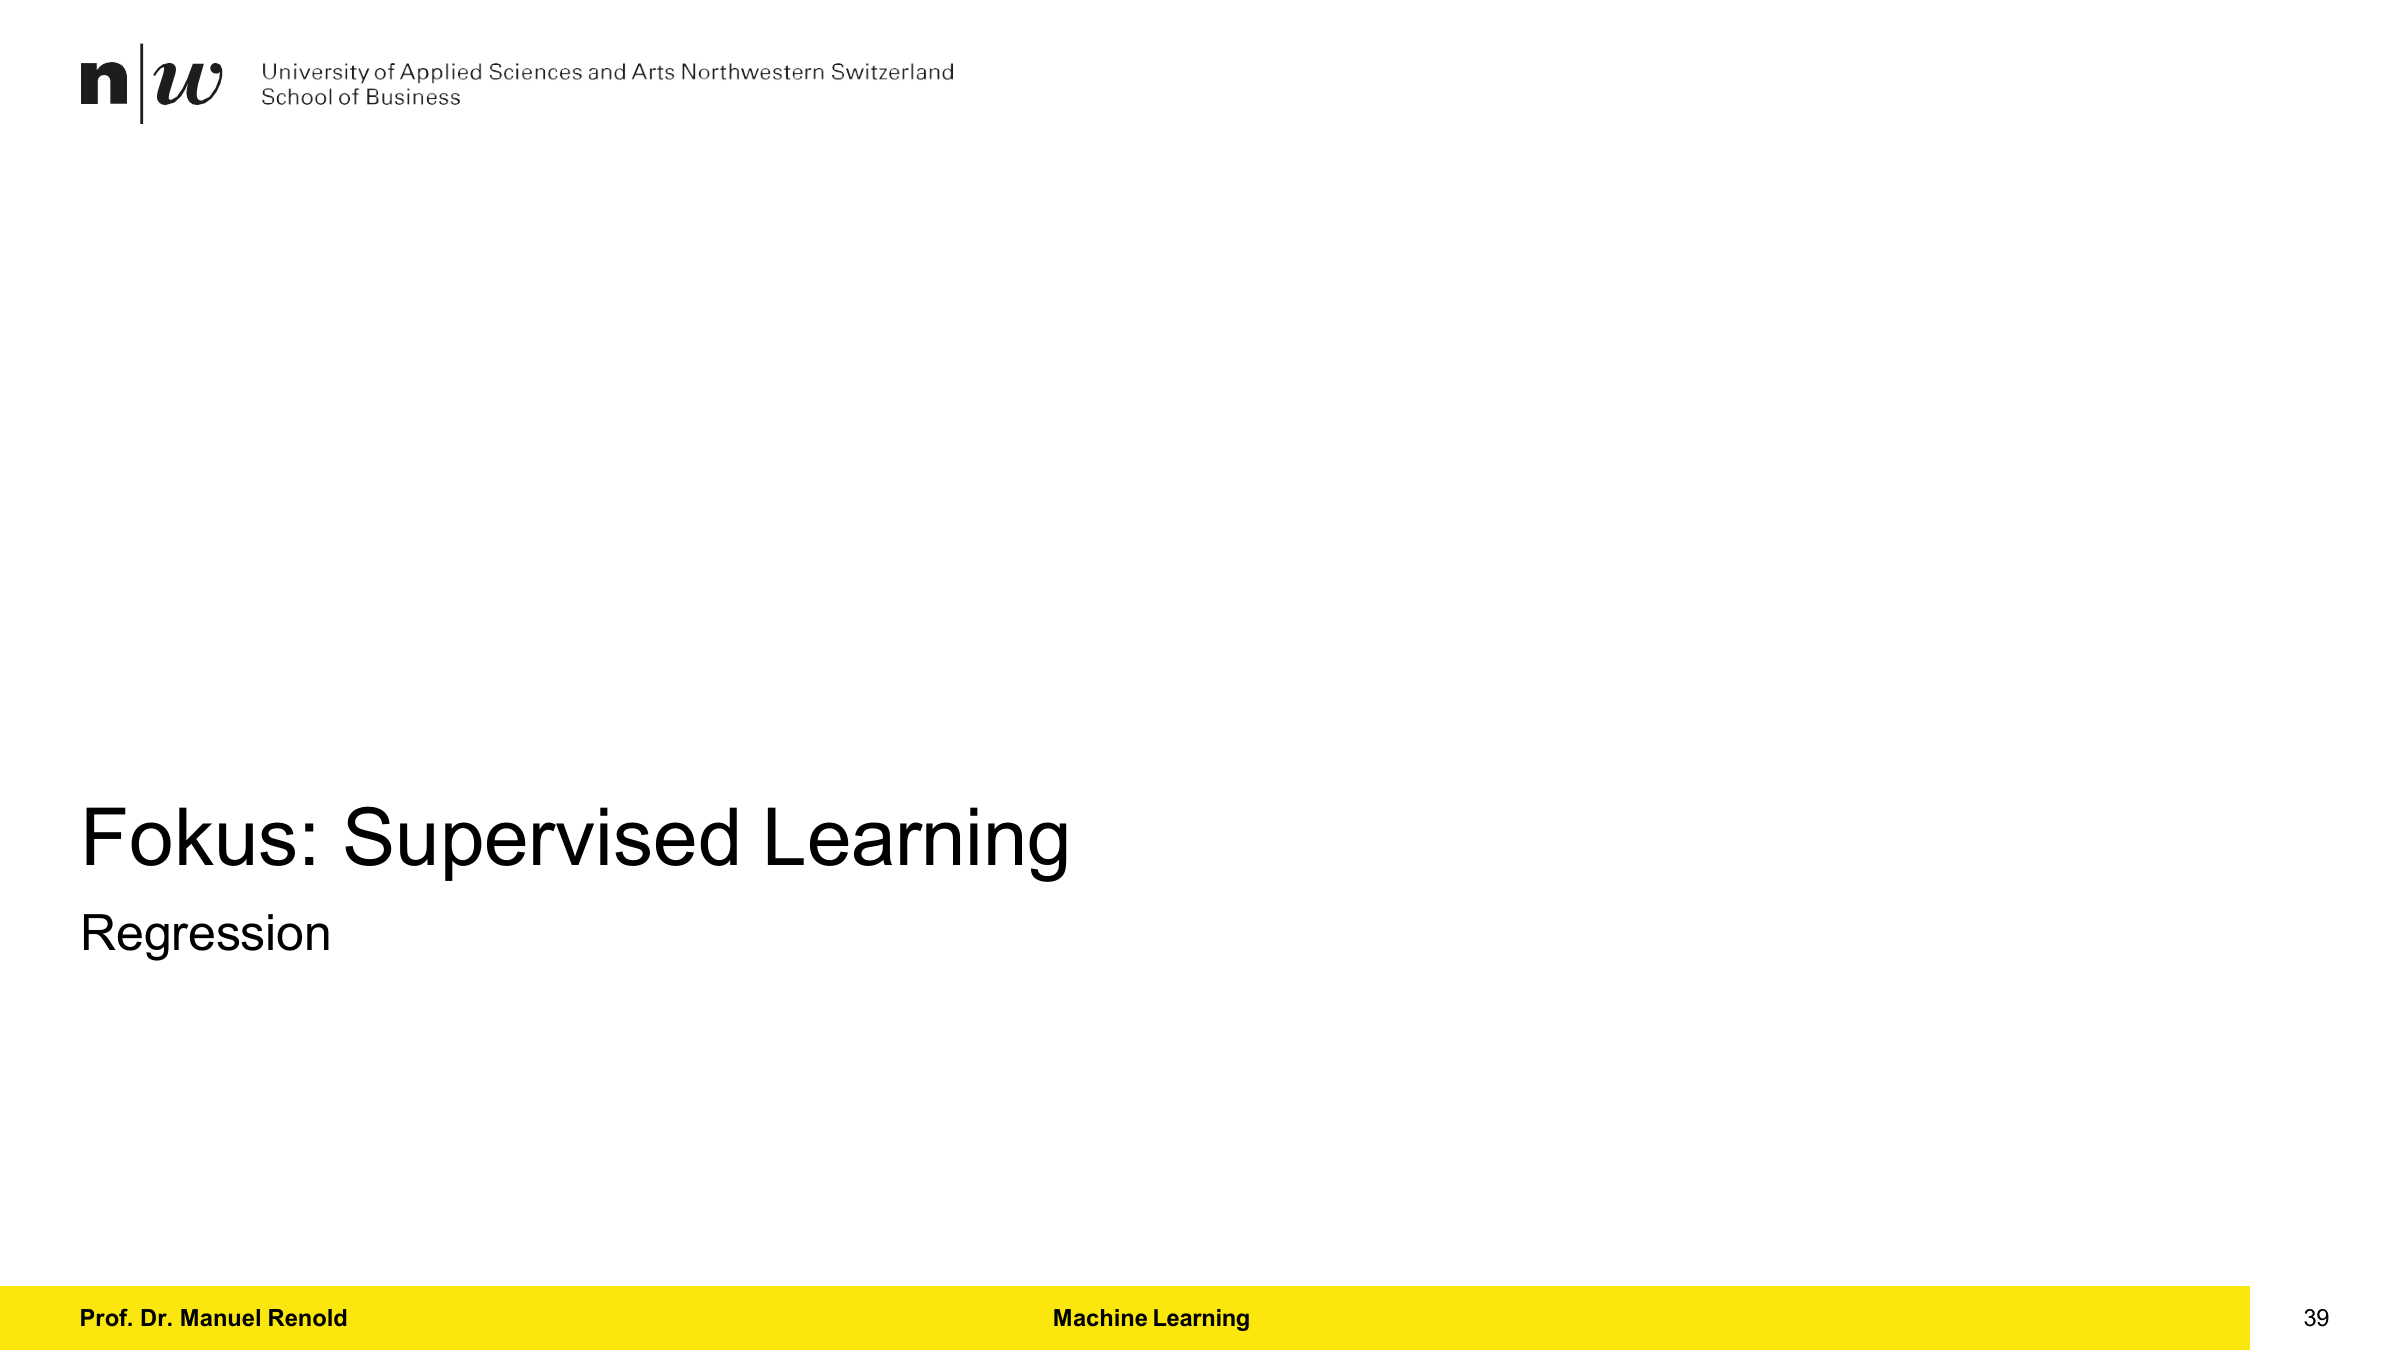 n|w
University of Applied Sciences and Arts Northwestern Switzerland
School of Business
Fokus: Supervised Learning
Regression
Prof. Dr. Manuel Renold
Machine Learning
39